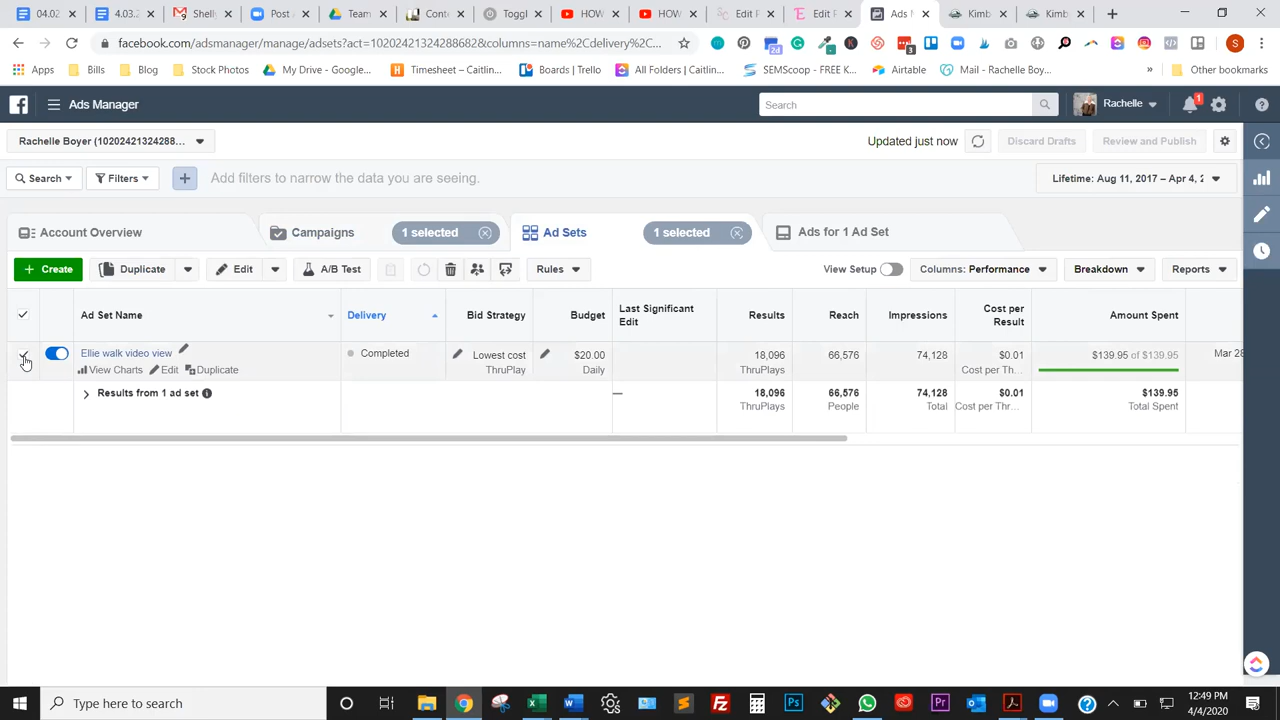 04.02
4.03.2
Shelly
Post
Team
Cont
Toggl
HOW
HOW
Edit P
Edit P
Ads M
Kimb
Kimb
facebook.com/adsmanager/manage/adsets?act=10202421324288682&columns=name%2Cdelivery%2C...
2d
3
S
Apps
Bills
Blog
Stock Photos
My Drive - Google...
Timesheet – Caitlin...
Boards | Trello
All Folders | Caitlin...
SEMScoop - FREE K...
Airtable
Mail - Rachelle Boy...
»
Other bookmarks
Ads Manager
Search
Rachelle
1
Rachelle Boyer (10202421324288...
Updated just now
Discard Drafts
Review and Publish
Search
Filters
Add filters to narrow the data you are seeing.
Lifetime: Aug 11, 2017 – Apr 4, 2
Account Overview
Campaigns
1 selected
Ad Sets
1 selected
Ads for 1 Ad Set
+ Create
Duplicate
Edit
A/B Test
Rules
View Setup
Columns: Performance
Breakdown
Reports
Ad Set Name
Delivery
Bid Strategy
Budget
Last Significant Edit
Results
Reach
Impressions
Cost per Result
Amount Spent
Ellie walk video view
Completed
Lowest cost
$20.00
18,096
66,576
74,128
$0.01
$139.95 of $139.95
Mar 28
View Charts
Edit
Duplicate
ThruPlay
Daily
ThruPlays
Cost per Th...
Results from 1 ad set
—
18,096
66,576
74,128
$0.01
$139.95
ThruPlays
People
Total
Cost per Thr...
Total Spent
Type here to search
12:49 PM
4/4/2020